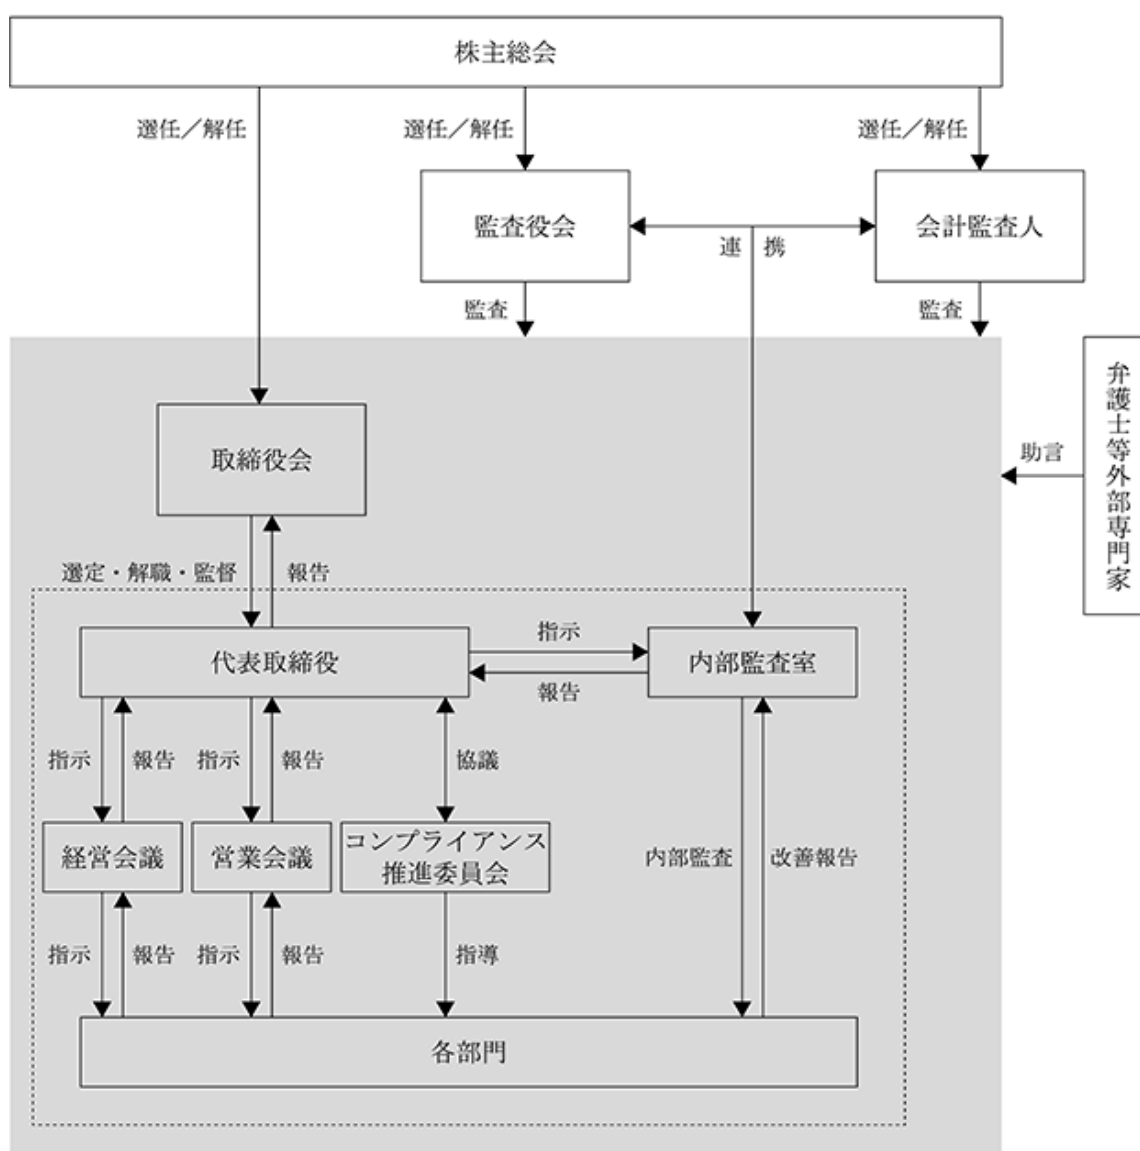 株主総会
選任／解任
選任／解任
選任／解任
監査役会
会計監査人
連携
監査
監査
弁護士等外部専門家
助言
取締役会
選定・解職・監督
報告
代表取締役
指示
報告
内部監査室
指示
報告
指示
報告
協議
経営会議
営業会議
コンプライアンス
推進委員会
内部監査
改善報告
指示
報告
指示
報告
指導
各部門